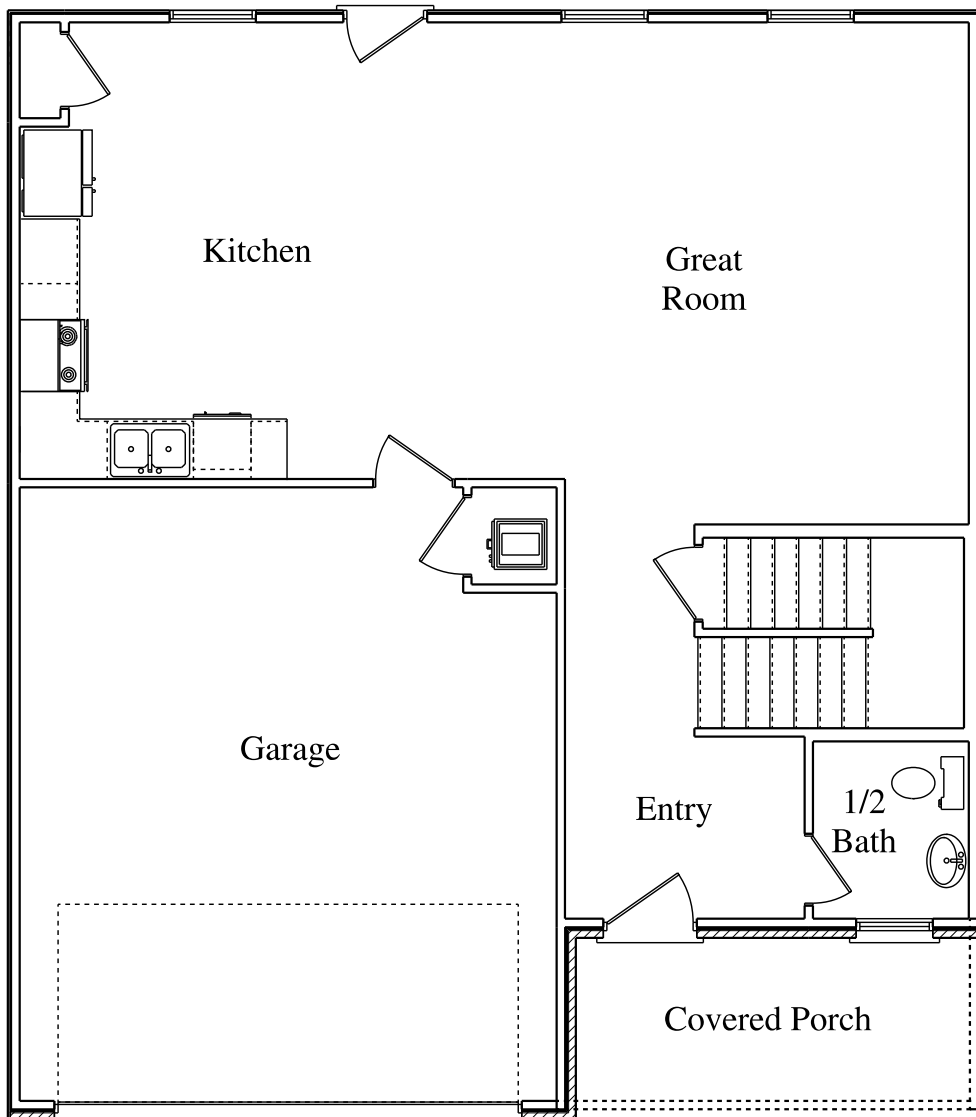 Kitchen
Great
Room
Garage
Entry
1/2
Bath
Covered Porch